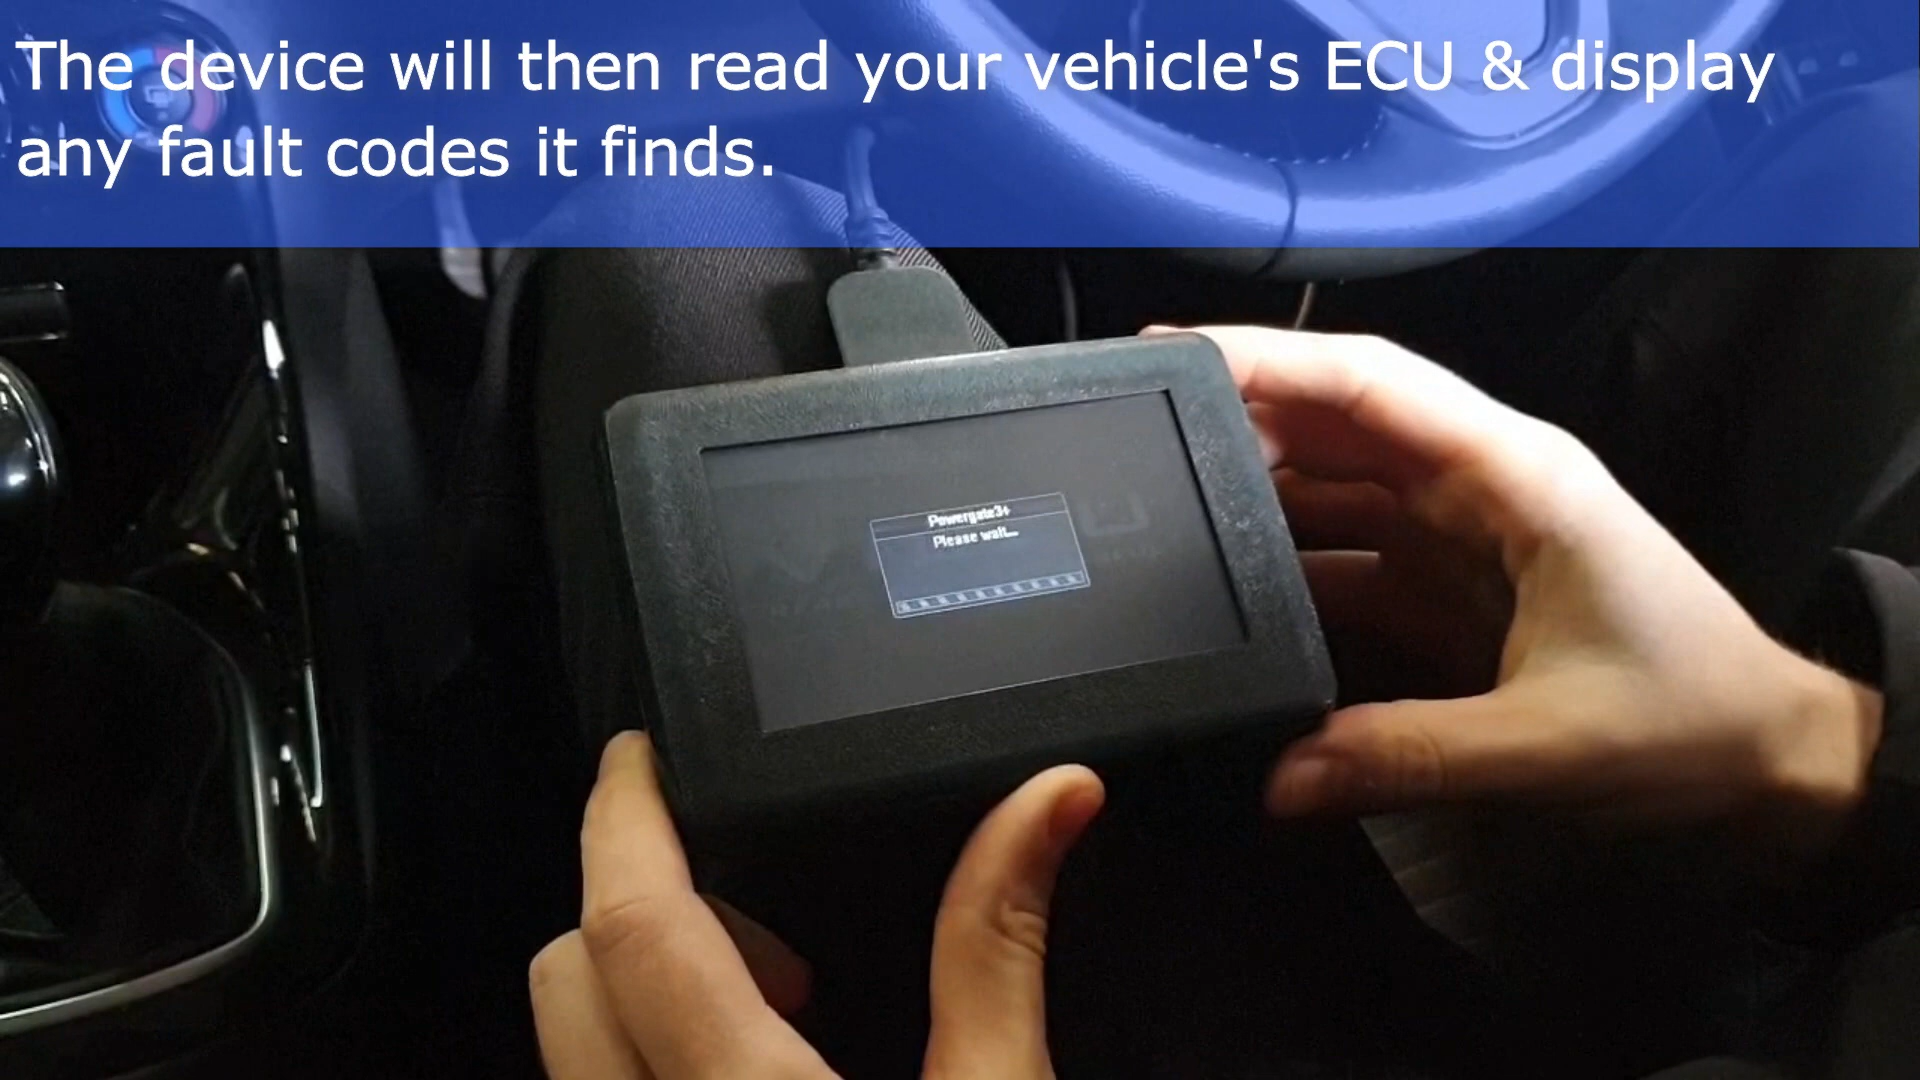 The device will then read your vehicle's ECU & display
any fault codes it finds.
Powergate3+
Please wait...